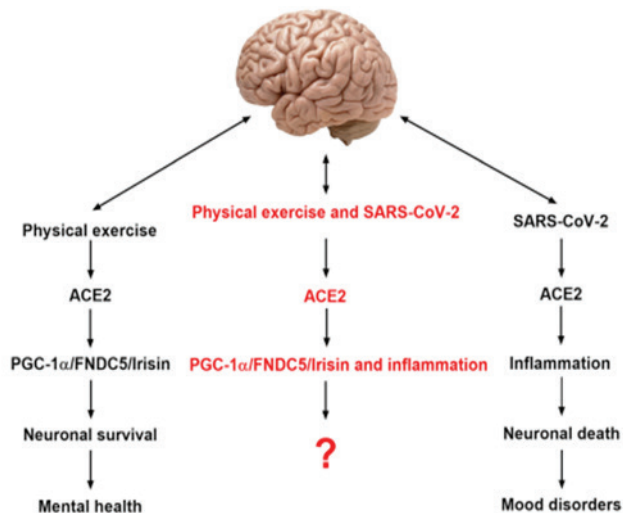 Physical exercise and SARS-CoV-2
Physical exercise
SARS-CoV-2
ACE2
ACE2
ACE2
PGC-1α/FNDC5/Irisin
PGC-1α/FNDC5/Irisin and inflammation
Inflammation
Neuronal survival
?
Neuronal death
Mental health
Mood disorders